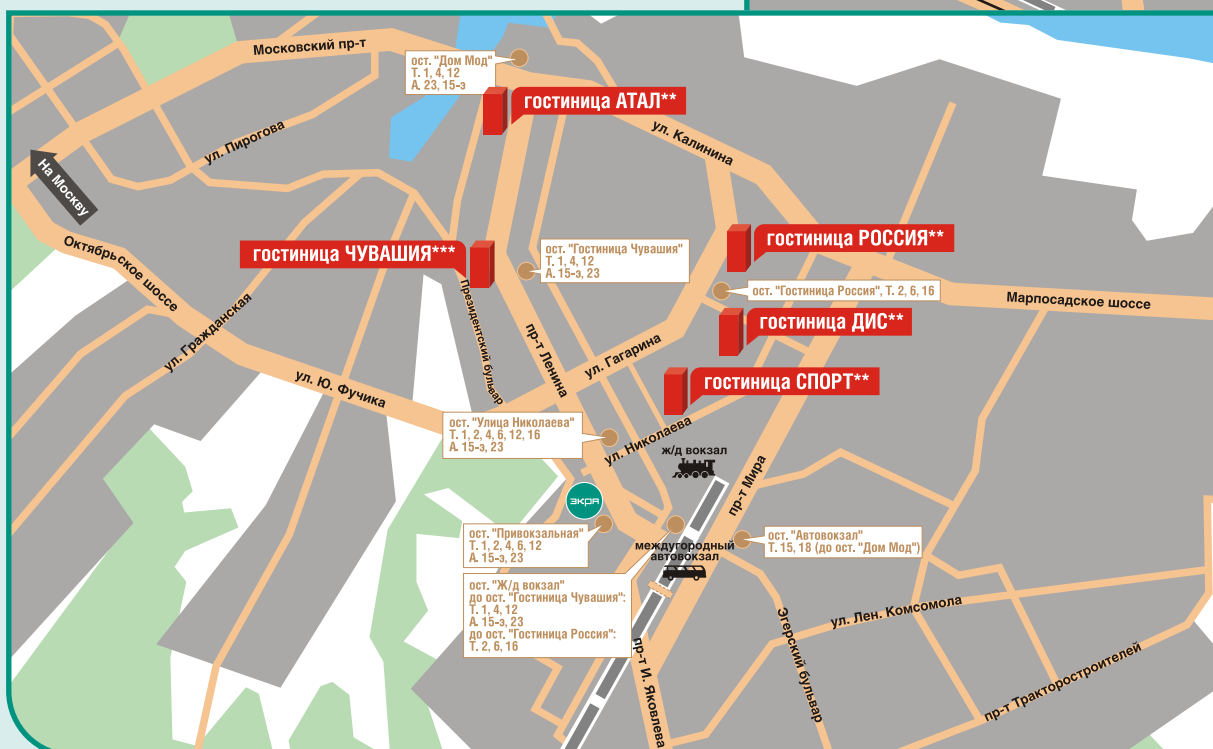 Московский пр-т
ост. "Дом Мод"
Т. 1, 4, 12
А. 23, 15-э
гостиница АТАЛ**
ул. Пирогова
ул. Калинина
На Москву
Октябрьское шоссе
гостиница ЧУВАШИЯ***
ост. "Гостиница Чувашия"
Т. 1, 4, 12
А. 15-э, 23
гостиница РОССИЯ**
ост. "Гостиница Россия", Т. 2, 6, 16
Марпосадское шоссе
ул. Гражданская
Президентский бульвар
пр-т Ленина
ул. Гагарина
гостиница ДИС**
ул. Ю. Фучика
гостиница СПОРТ**
ост. "Улица Николаева"
Т. 1, 2, 4, 6, 12, 16
А. 15-э, 23
ул. Николаева
ж/д вокзал
пр-т Мира
ЭКРА
ост. "Привокзальная"
Т. 1, 2, 4, 6, 12
А. 15-э, 23
междугородный
автовокзал
ост. "Автовокзал"
Т. 15, 18 (до ост. "Дом Мод")
ост. "Ж/д вокзал"
до ост. "Гостиница Чувашия":
Т. 1, 4, 12
А. 15-э, 23
до ост. "Гостиница Россия":
Т. 2, 6, 16
ул. Лен. Комсомола
Эгерский бульвар
пр-т И. Яковлева
пр-т Тракторостроителей